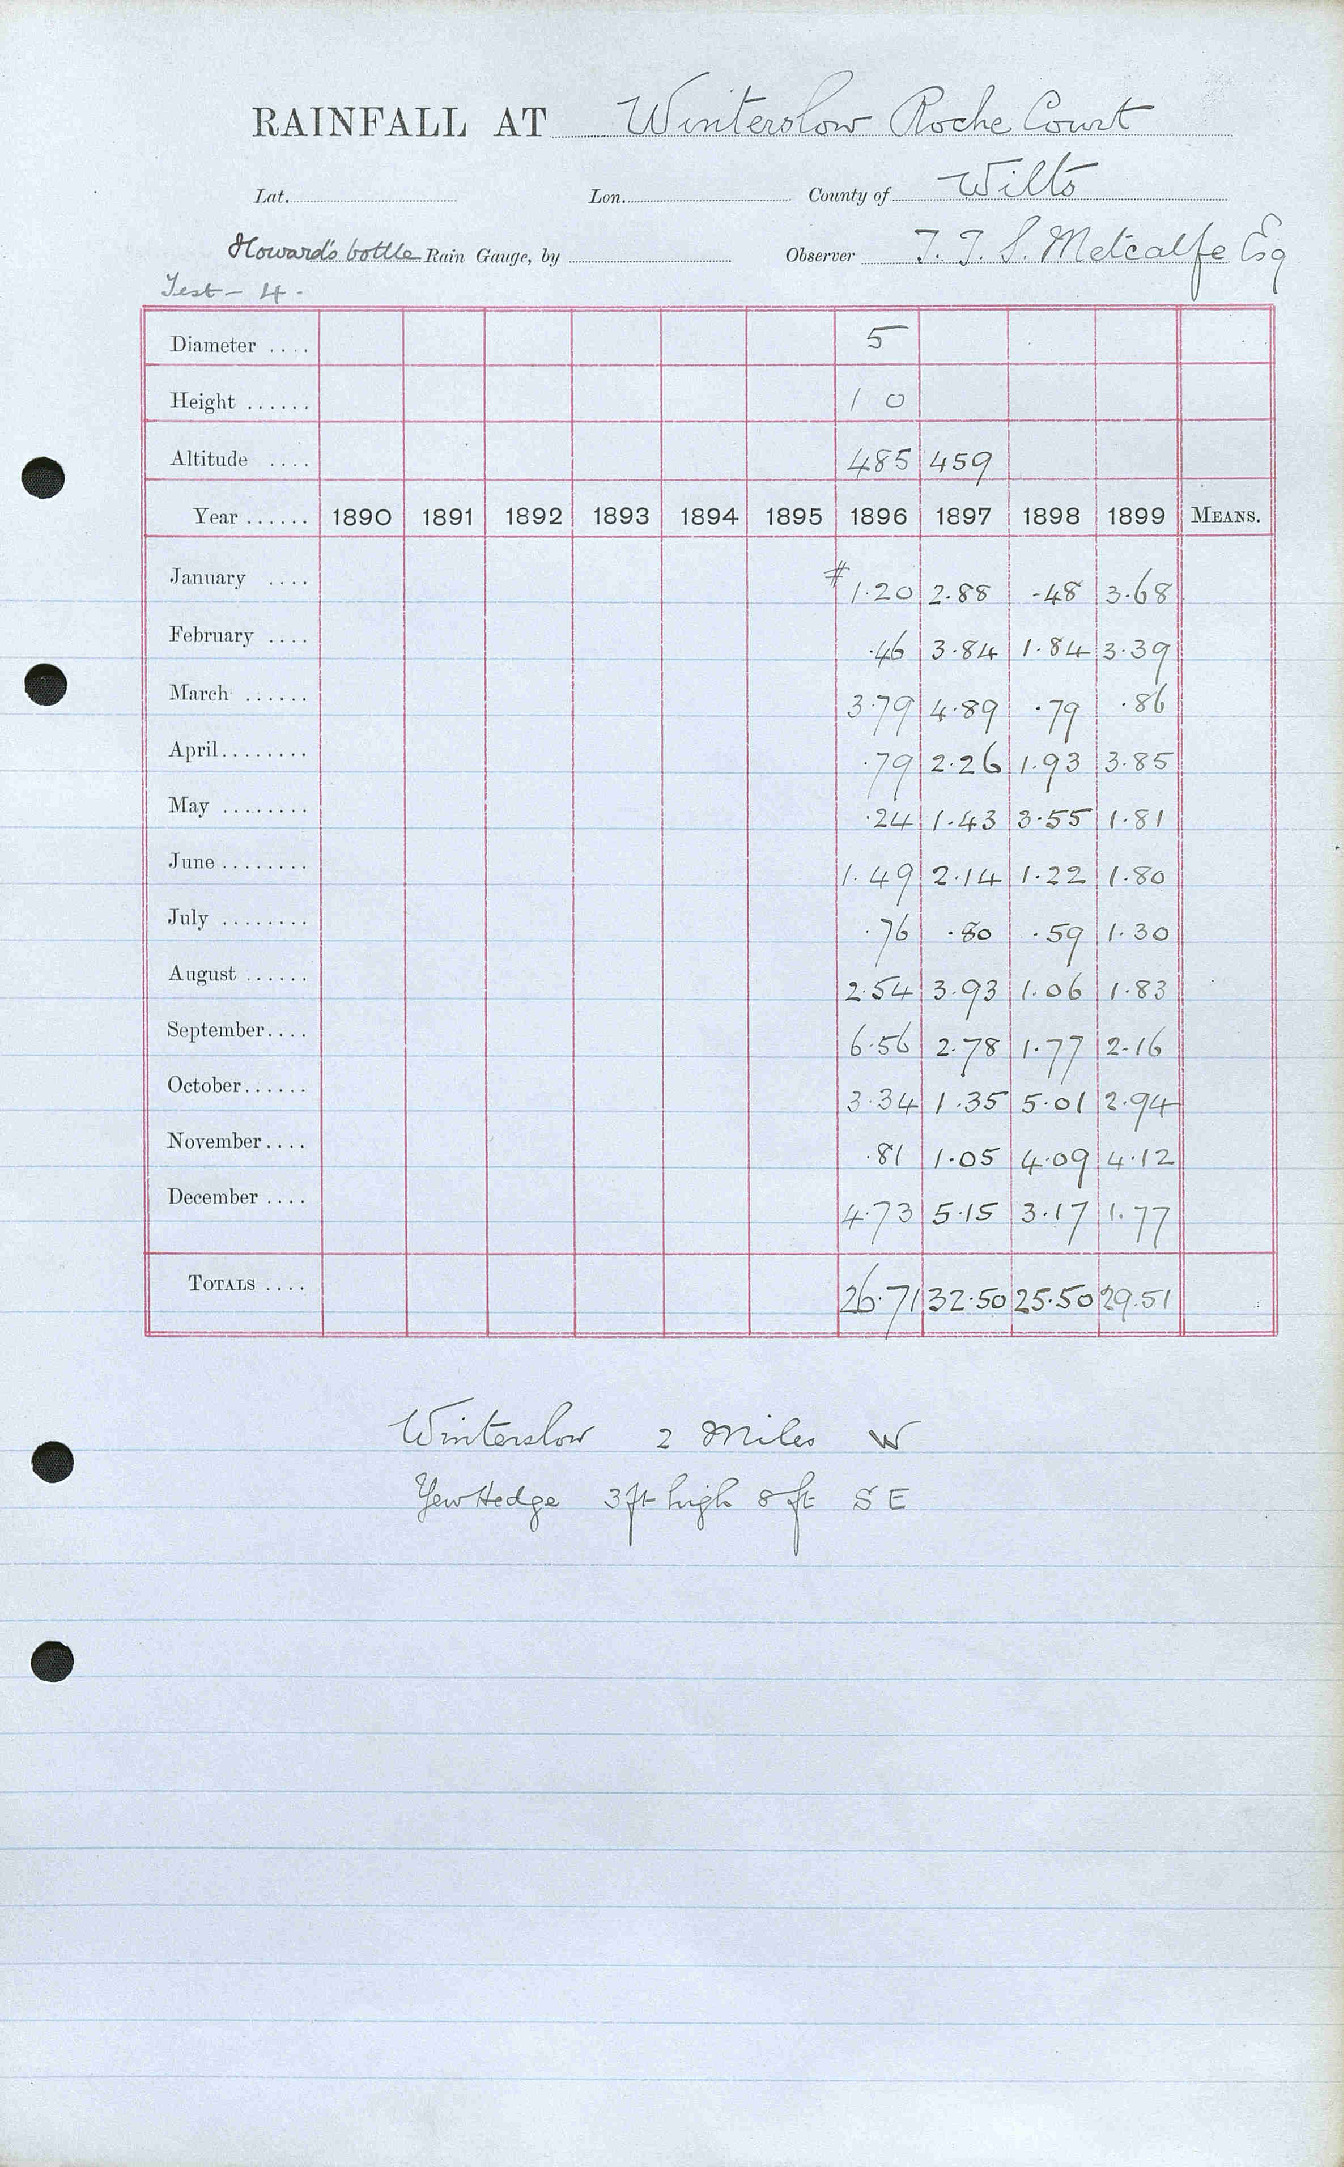 RAINFALL AT Winterslow Roche Court
Lat. Lon. County of Wilts
Howard's bottle Rain Gauge, by Observer T. T. S. Metcalfe Esq
Test - 4.
Diameter .... 5
Height ...... 1 0
Altitude .... 485 459
Year ...... 1890 1891 1892 1893 1894 1895 1896 1897 1898 1899 MEANS.
January .... # 1.20 2.88 .48 3.68
February .... .46 3.84 1.84 3.39
March ...... 3.79 4.89 .79 .86
April........ .79 2.26 1.93 3.85
May ........ .24 1.43 3.55 1.81
June ........ 1.49 2.14 1.22 1.80
July ........ .76 .80 .59 1.30
August ...... 2.54 3.93 1.06 1.83
September.... 6.56 2.78 1.77 2.16
October...... 3.34 1.35 5.01 2.94
November.... .81 1.05 4.09 4.12
December .... 4.73 5.15 3.17 1.77
TOTALS .... 26.71 32.50 25.50 29.51
Winterslow 2 Miles W
Yew Hedge 3 ft high 8 ft S E